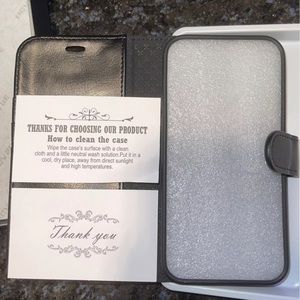 THANKS FOR CHOOSING OUR PRODUCT
How to clean the case
Wipe the case's surface with a clean
cloth and a little neutral wash solution.Put it in a
cool, dry place, away from direct sunlight
and high temperatures.
Thank you